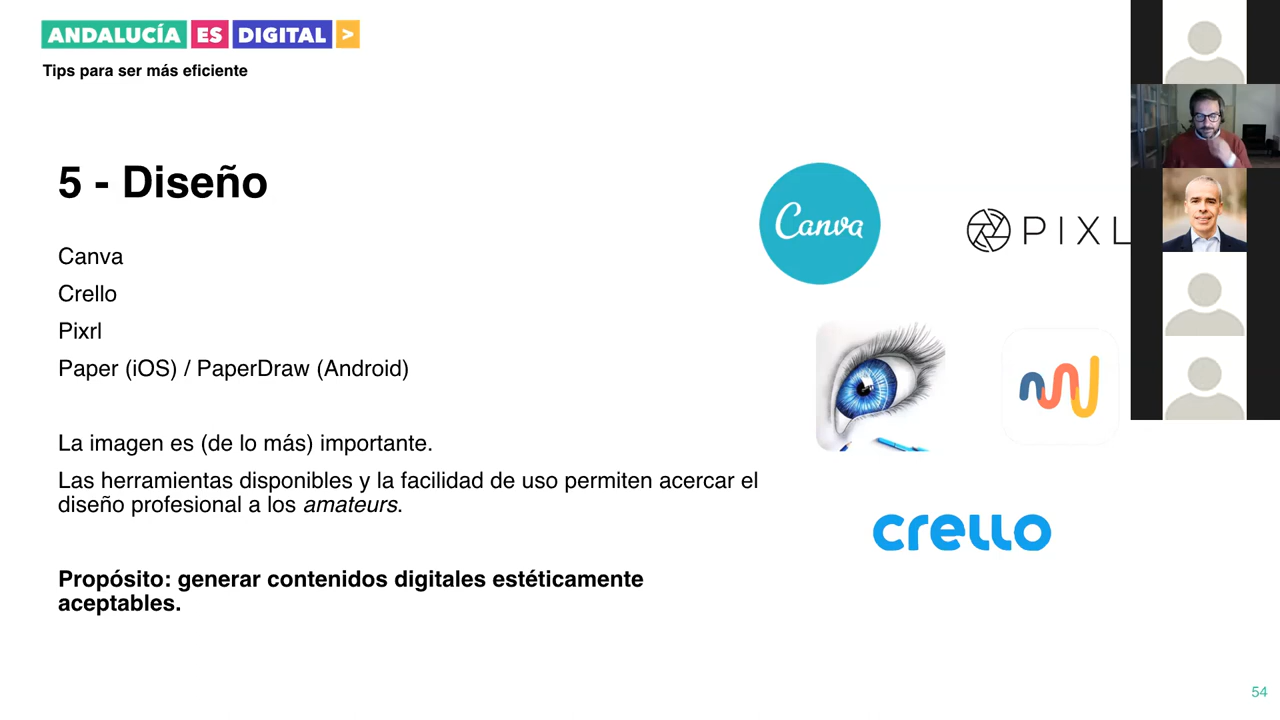 ANDALUCÍA ES DIGITAL >
Tips para ser más eficiente
5 - Diseño
Canva
Crello
Pixrl
Paper (iOS) / PaperDraw (Android)
La imagen es (de lo más) importante.
Las herramientas disponibles y la facilidad de uso permiten acercar el
diseño profesional a los amateurs.
Propósito: generar contenidos digitales estéticamente
aceptables.
Canva
PIXL
crello
54